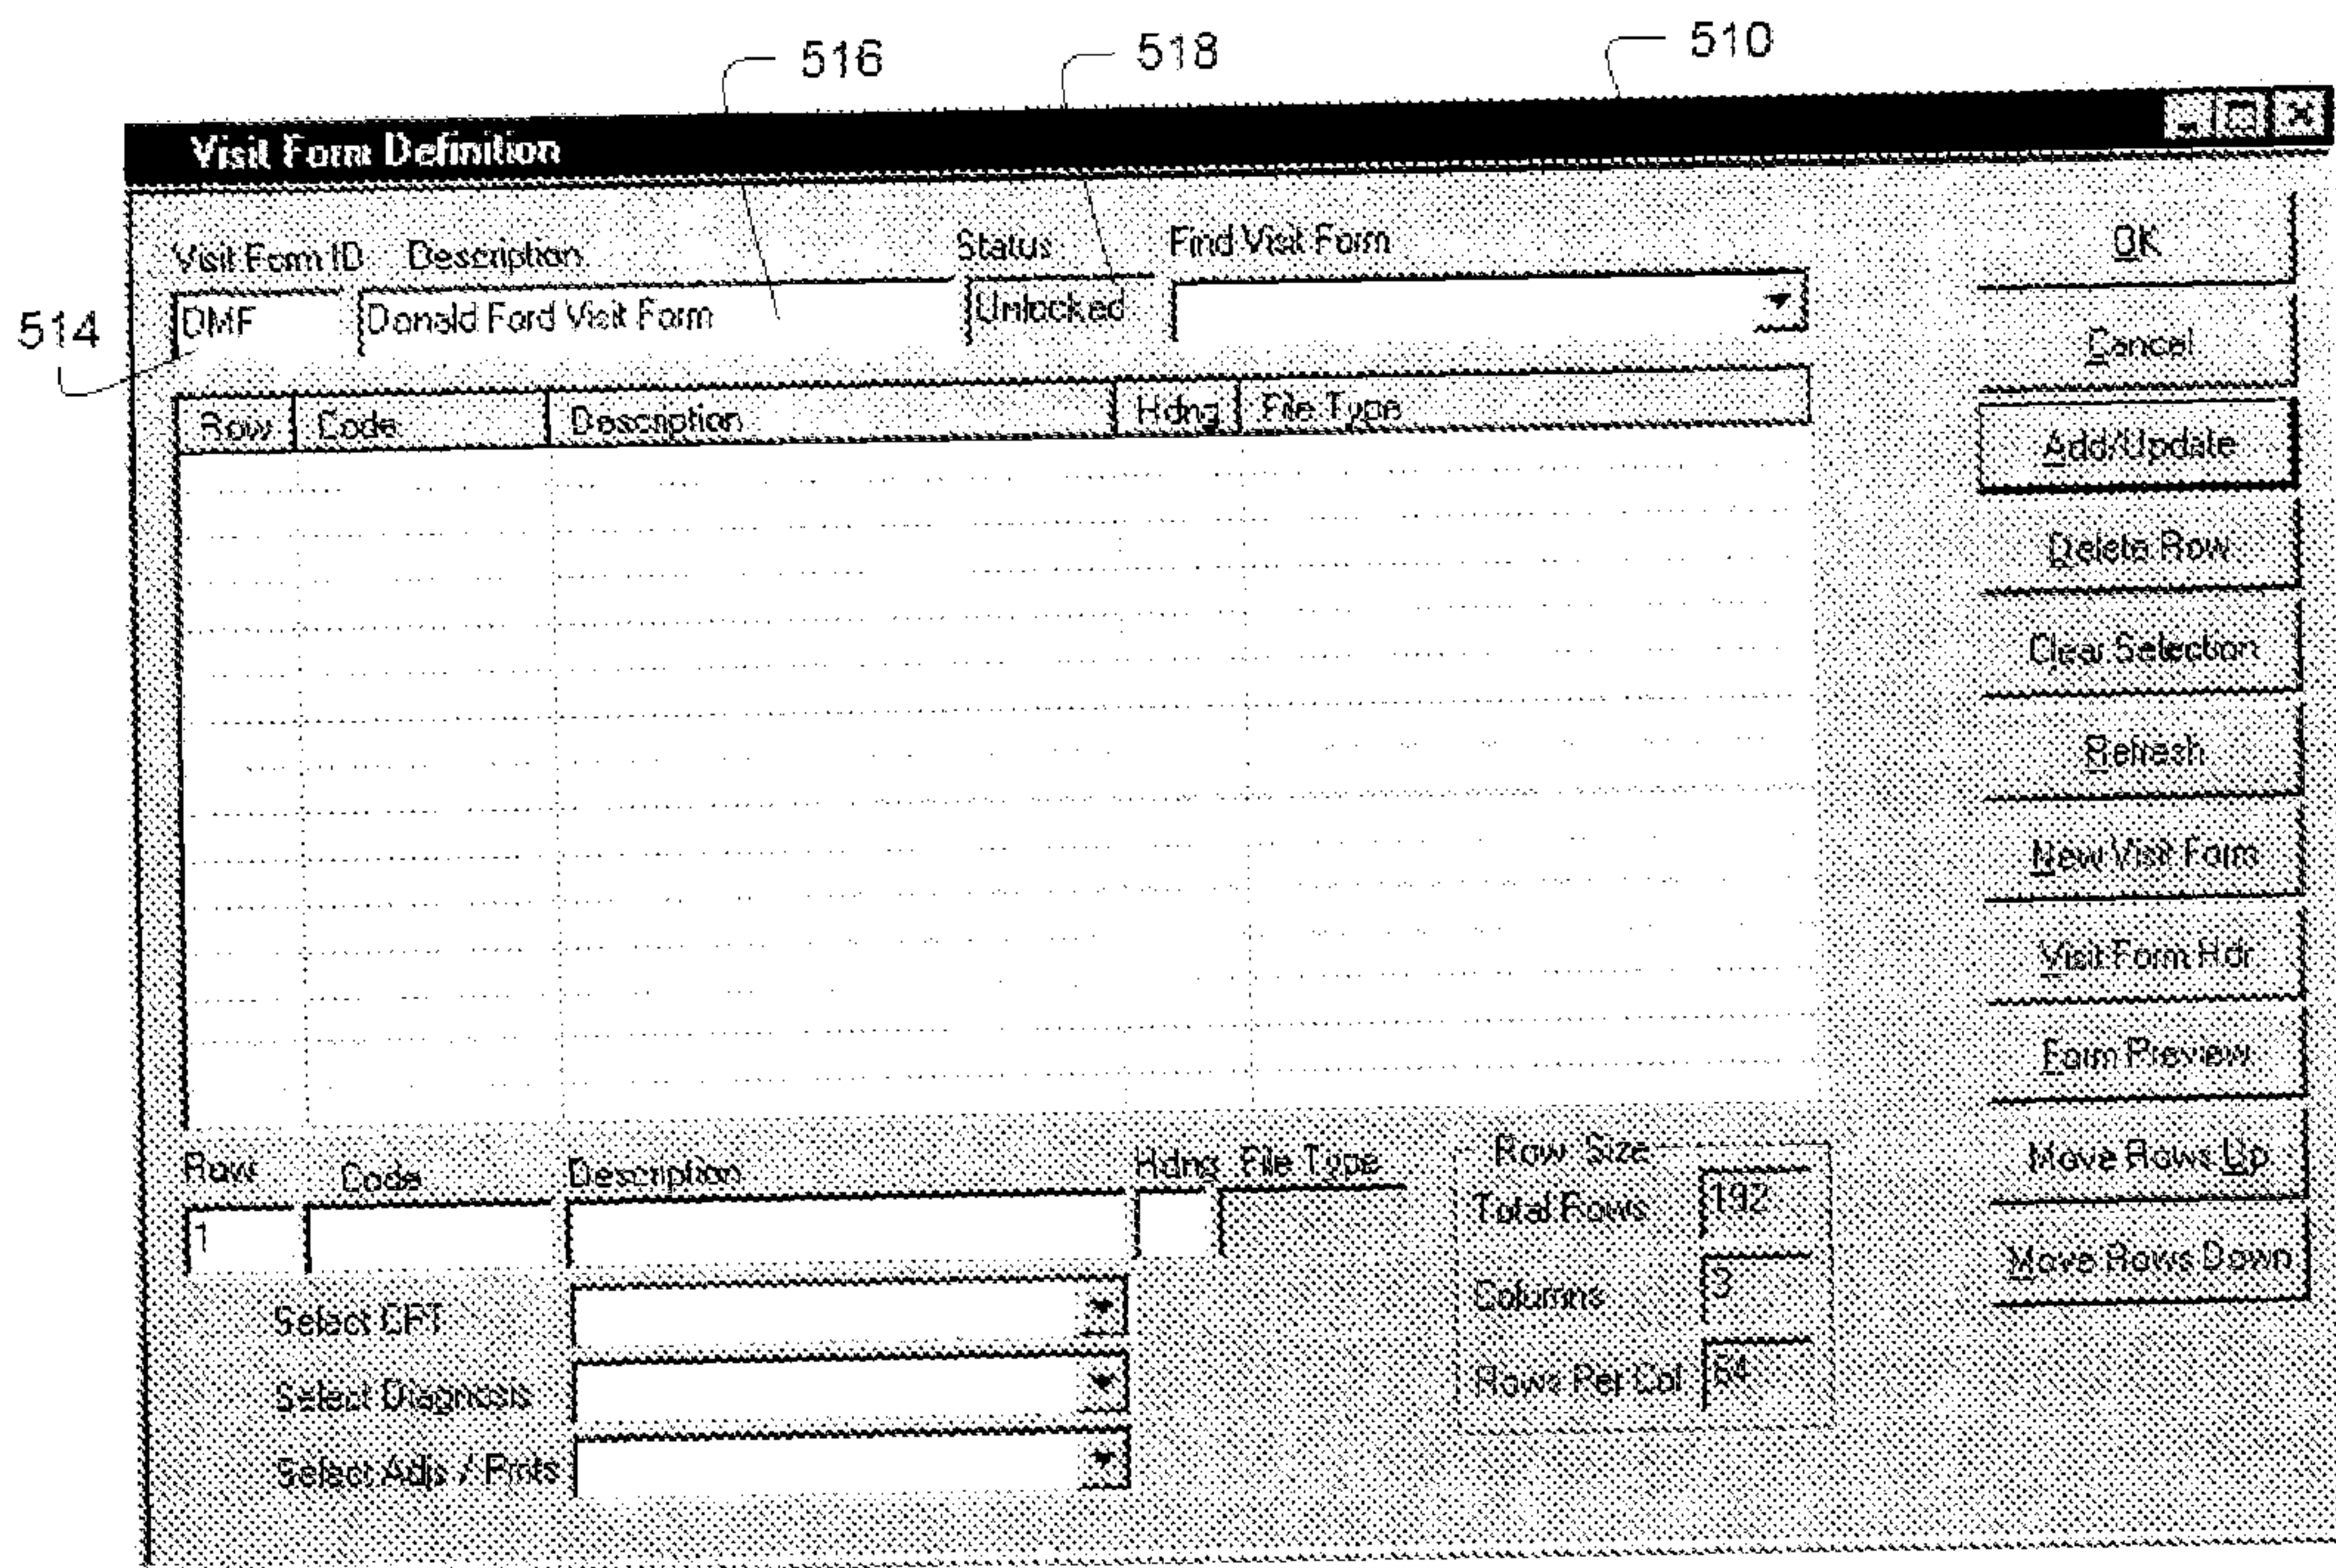 516 518 510
Visit Form Definition
Visit Form ID Description Status Find Visit Form
514
DMF Donald Ford Visit Form Unlocked
Row Code Description Hdng File Type
OK
Cancel
Add/Update
Delete Row
Clear Selection
Refresh
New Visit Form
Visit Form Hdr
Form Preview
Move Rows Up
Move Rows Down
Row Code Description Hdng File Type
1
Select CPT
Select Diagnosis
Select Adjs / Pmts
Row Size
Total Rows 192
Columns 3
Rows Per Col 64